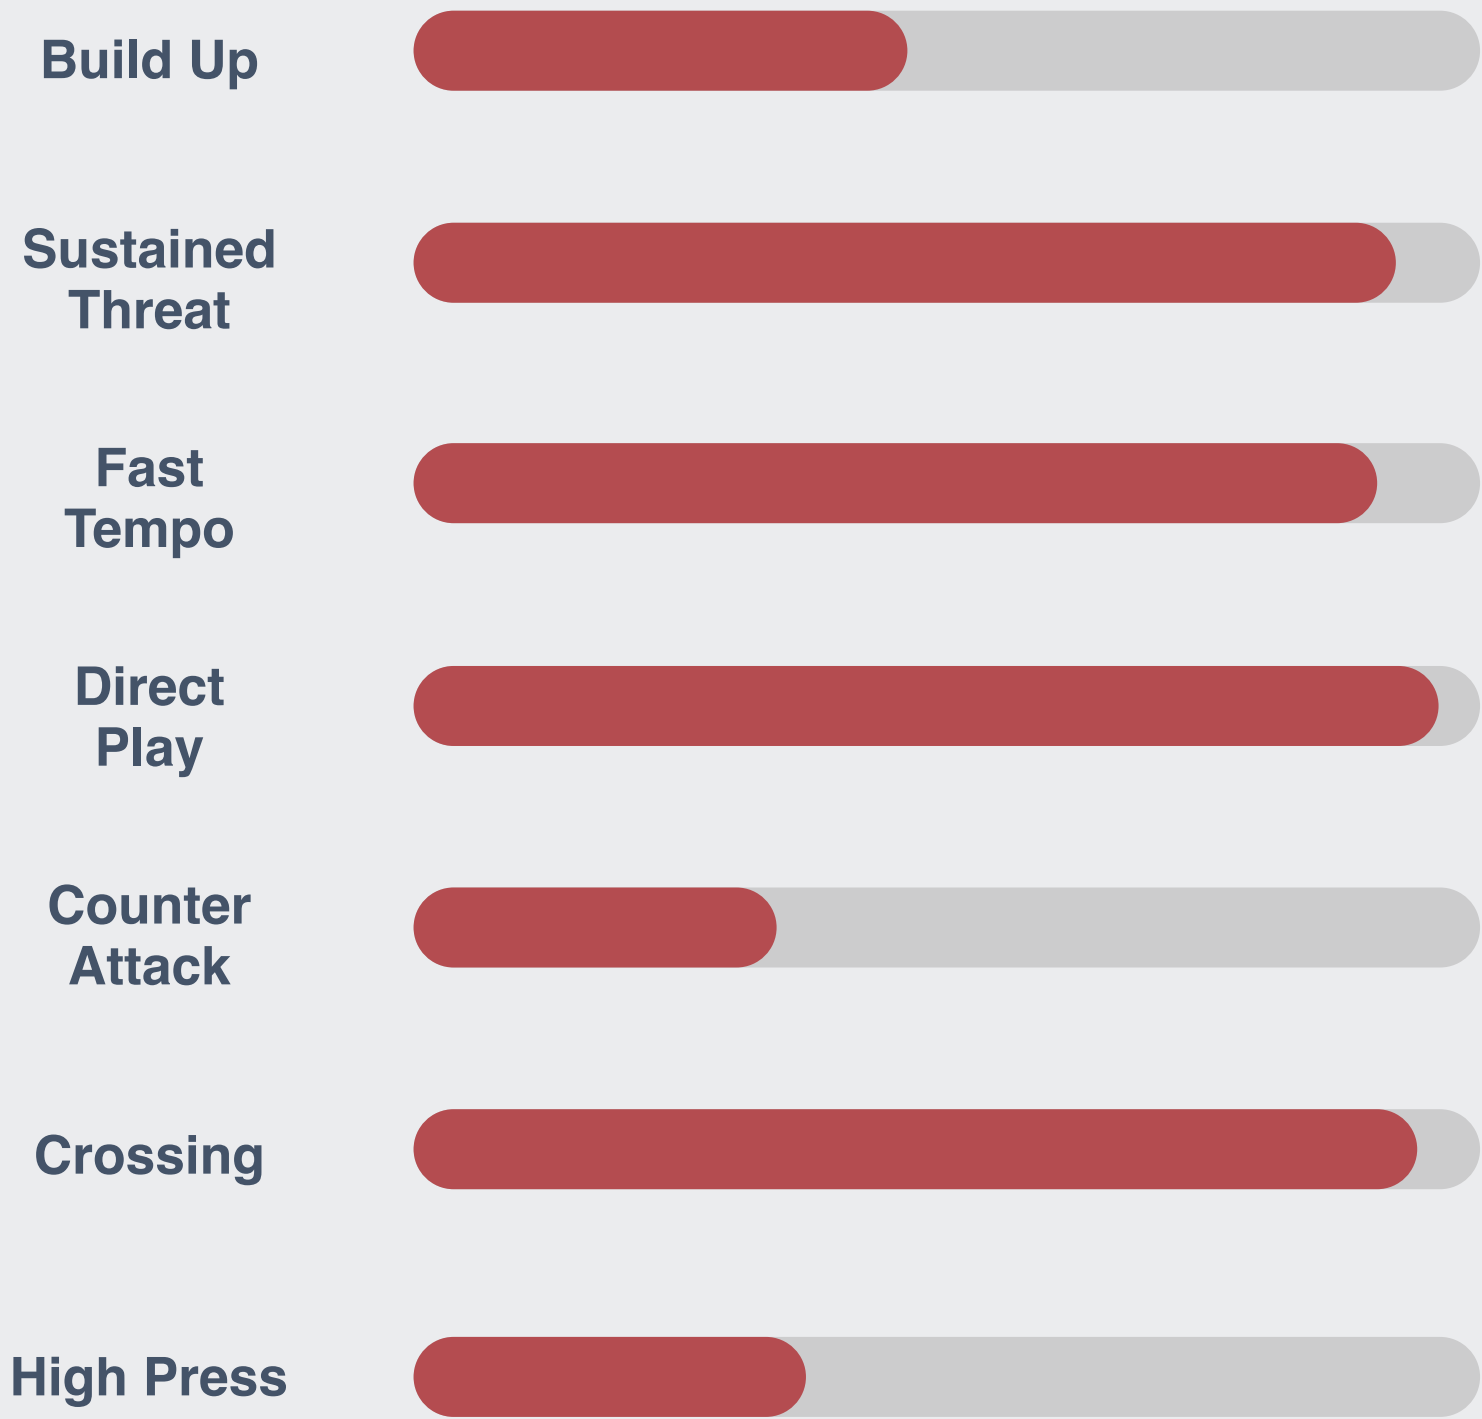 Build Up
Sustained
Threat
Fast
Tempo
Direct
Play
Counter
Attack
Crossing
High Press